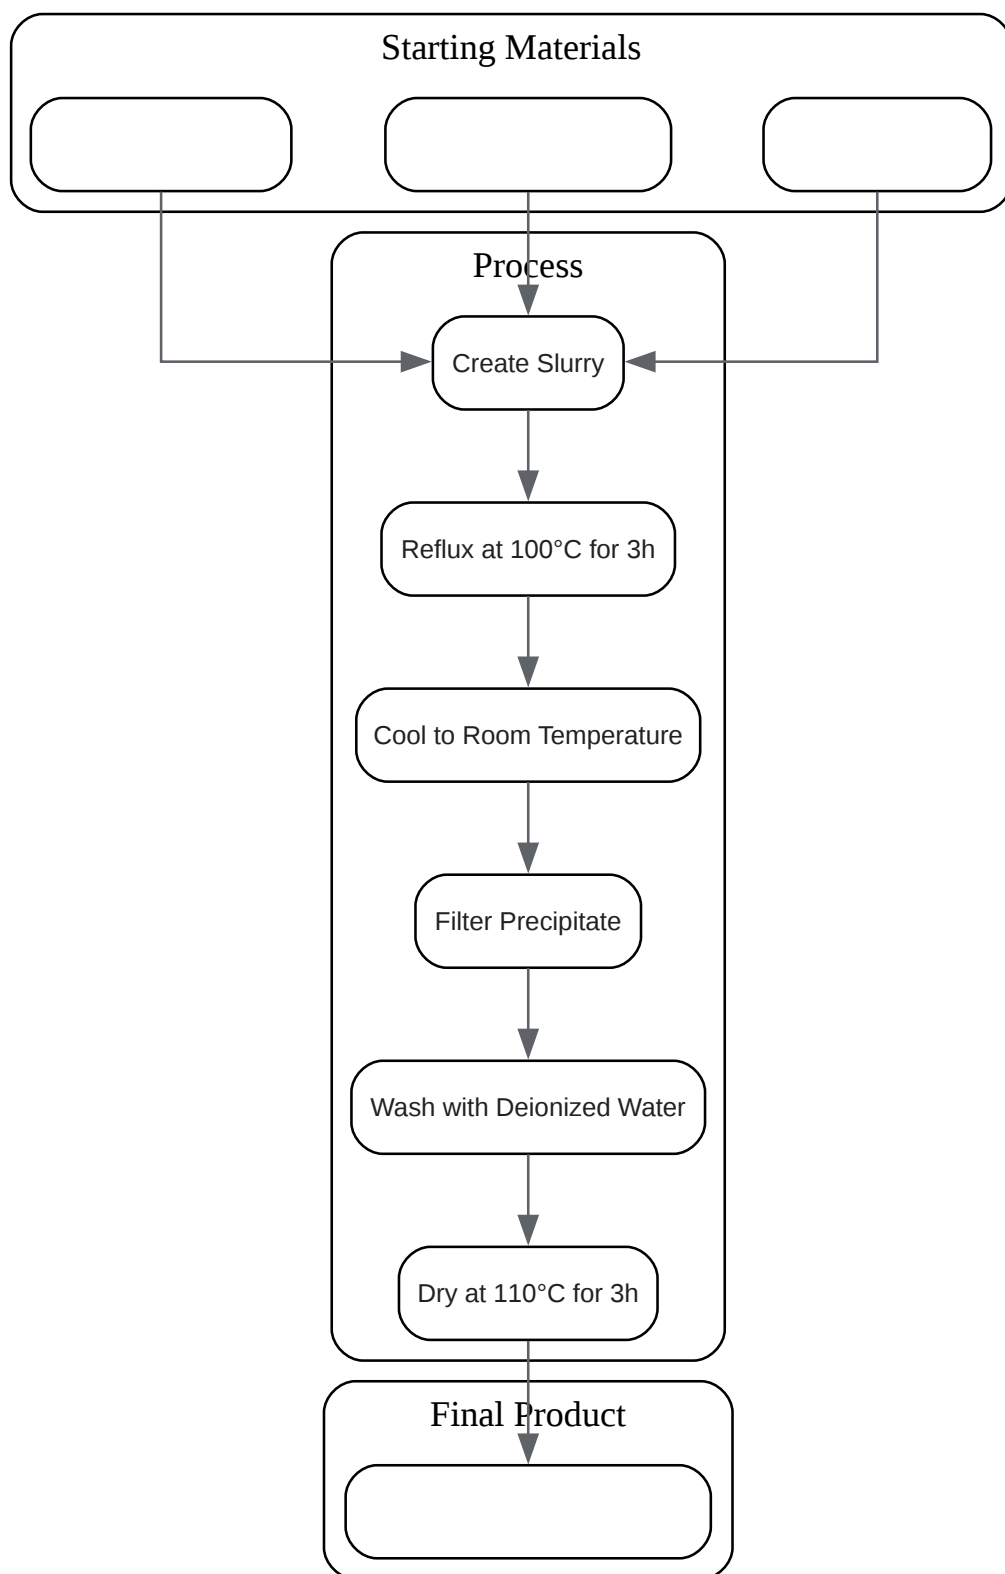 Starting Materials
Process
Create Slurry
Reflux at 100°C for 3h
Cool to Room Temperature
Filter Precipitate
Wash with Deionized Water
Dry at 110°C for 3h
Final Product